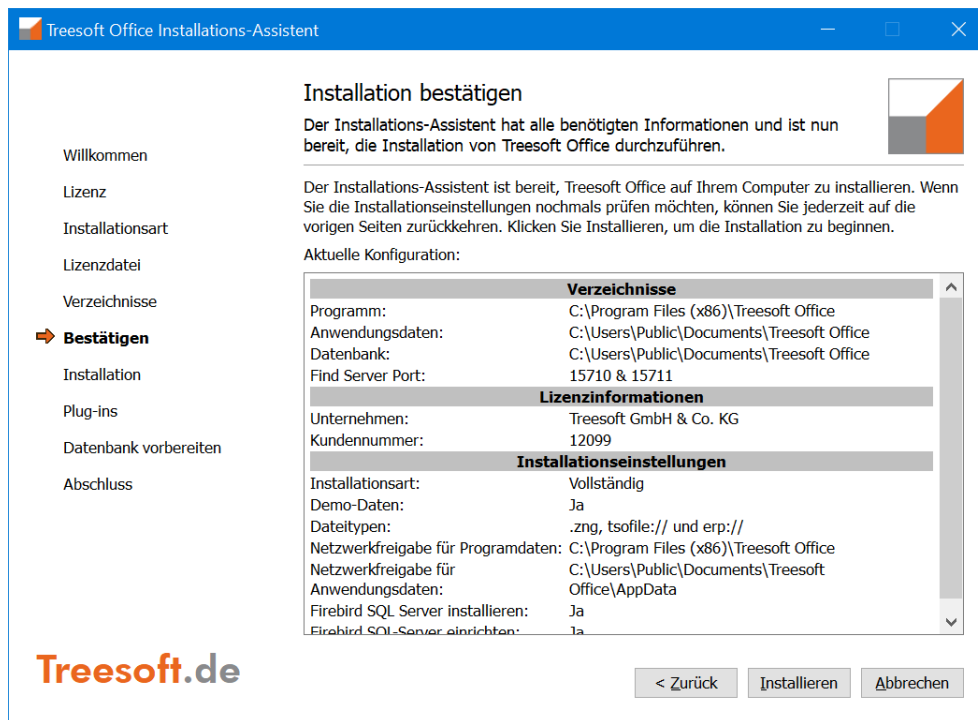 Treesoft Office Installations-Assistent
Installation bestätigen
Der Installations-Assistent hat alle benötigten Informationen und ist nun
bereit, die Installation von Treesoft Office durchzuführen.
Willkommen
Lizenz
Installationsart
Lizenzdatei
Verzeichnisse
Bestätigen
Installation
Plug-ins
Datenbank vorbereiten
Abschluss
Der Installations-Assistent ist bereit, Treesoft Office auf Ihrem Computer zu installieren. Wenn
Sie die Installationseinstellungen nochmals prüfen möchten, können Sie jederzeit auf die
vorigen Seiten zurückkehren. Klicken Sie Installieren, um die Installation zu beginnen.
Aktuelle Konfiguration:
Verzeichnisse
Programm: C:\Program Files (x86)\Treesoft Office
Anwendungsdaten: C:\Users\Public\Documents\Treesoft Office
Datenbank: C:\Users\Public\Documents\Treesoft Office
Find Server Port: 15710 & 15711
Lizenzinformationen
Unternehmen: Treesoft GmbH & Co. KG
Kundennummer: 12099
Installationseinstellungen
Installationsart: Vollständig
Demo-Daten: Ja
Dateitypen: .zng, tsofile:// und erp://
Netzwerkfreigabe für Programdaten: C:\Program Files (x86)\Treesoft Office
Netzwerkfreigabe für C:\Users\Public\Documents\Treesoft
Anwendungsdaten: Office\AppData
Firebird SQL Server installieren: Ja
Firebird SQL-Server einrichten: Ja
Treesoft.de
< Zurück Installieren Abbrechen